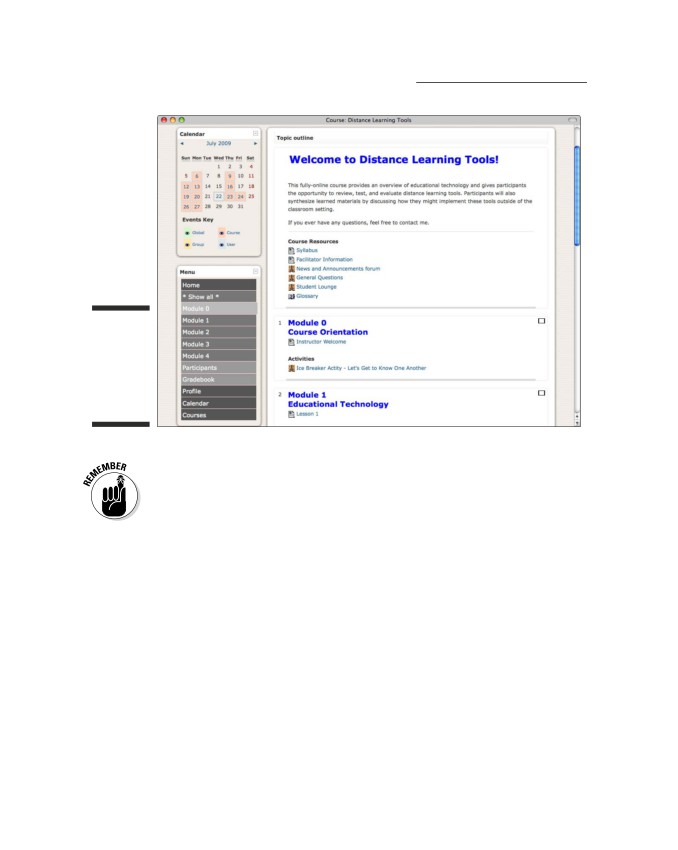 Course: Distance Learning Tools
Calendar
July 2009
Sun Mon Tue Wed Thu Fri Sat
1 2 3 4
5 6 7 8 9 10 11
12 13 14 15 16 17 18
19 20 21 22 23 24 25
26 27 28 29 30 31
Events Key
Global Course
Group User
Menu
Home
* Show all *
Module 0
Module 1
Module 2
Module 3
Module 4
Participants
Gradebook
Profile
Calendar
Courses
Topic outline
Welcome to Distance Learning Tools!
This fully-online course provides an overview of educational technology and gives participants
the opportunity to review, test, and evaluate distance learning tools. Participants will also
synthesize learned materials by discussing how they might implement these tools outside of the
classroom setting.
If you ever have any questions, feel free to contact me.
Course Resources
Syllabus
Facilitator Information
News and Announcements forum
General Questions
Student Lounge
Glossary
1 Module 0
Course Orientation
Instructor Welcome
Activities
Ice Breaker Actity - Let's Get to Know One Another
2 Module 1
Educational Technology
Lesson 1
REMEMBER